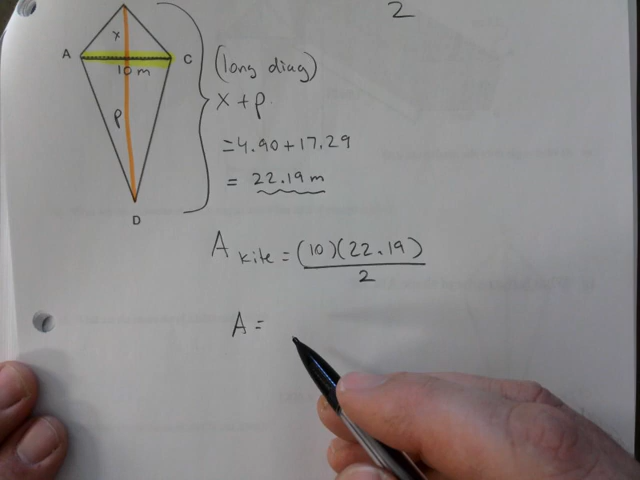 2
x
A
C
10 m
P
D
(long diag)
x + p
= 4.90 + 17.29
= 22.19 m
A kite = (10)(22.19)
2
A =